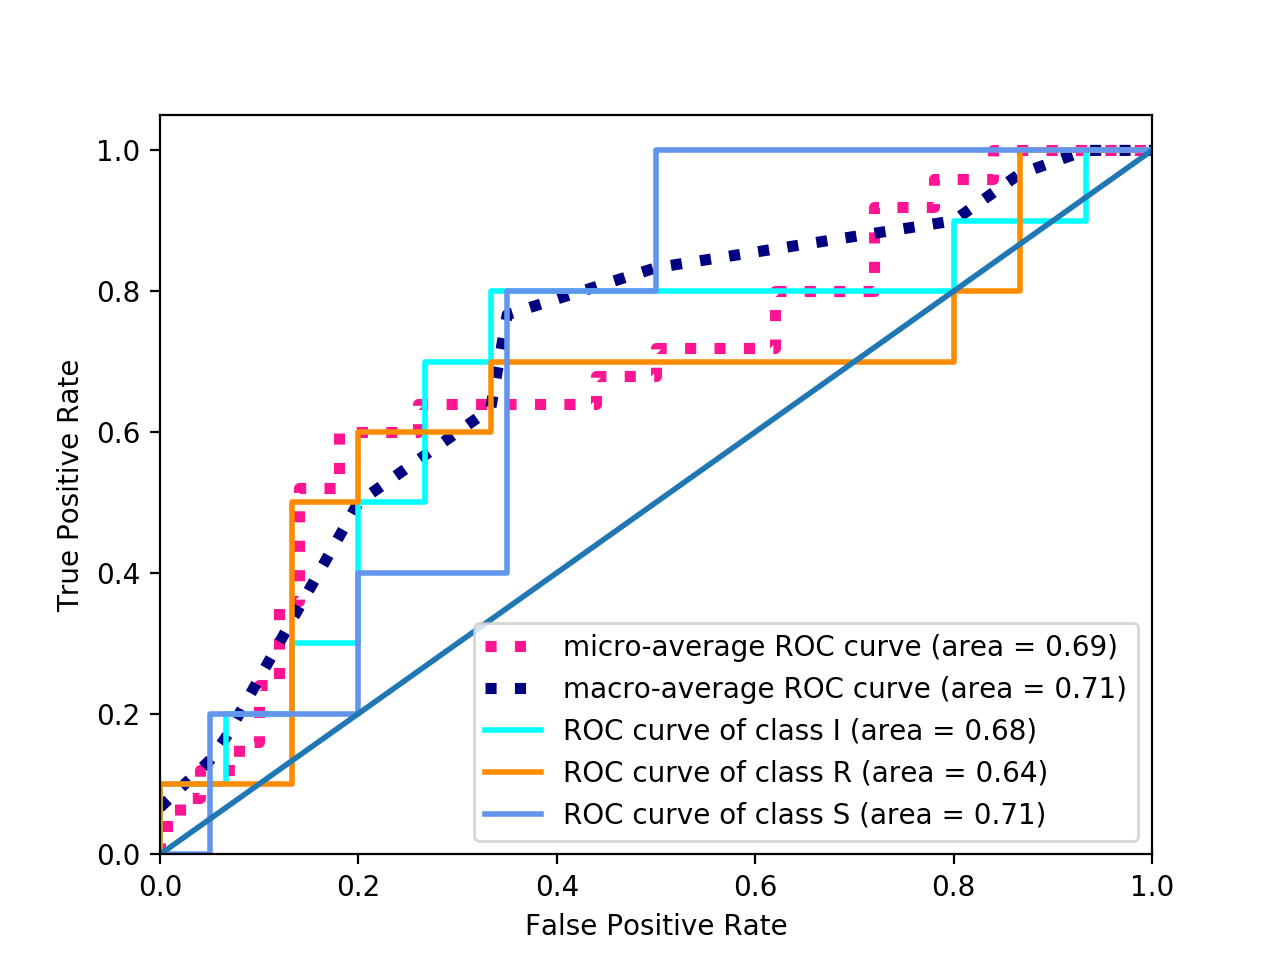 1.0
0.8
0.6
0.4
0.2
0.0
True Positive Rate
micro-average ROC curve (area = 0.69)
macro-average ROC curve (area = 0.71)
ROC curve of class I (area = 0.68)
ROC curve of class R (area = 0.64)
ROC curve of class S (area = 0.71)
0.0 0.2 0.4 0.6 0.8 1.0
False Positive Rate